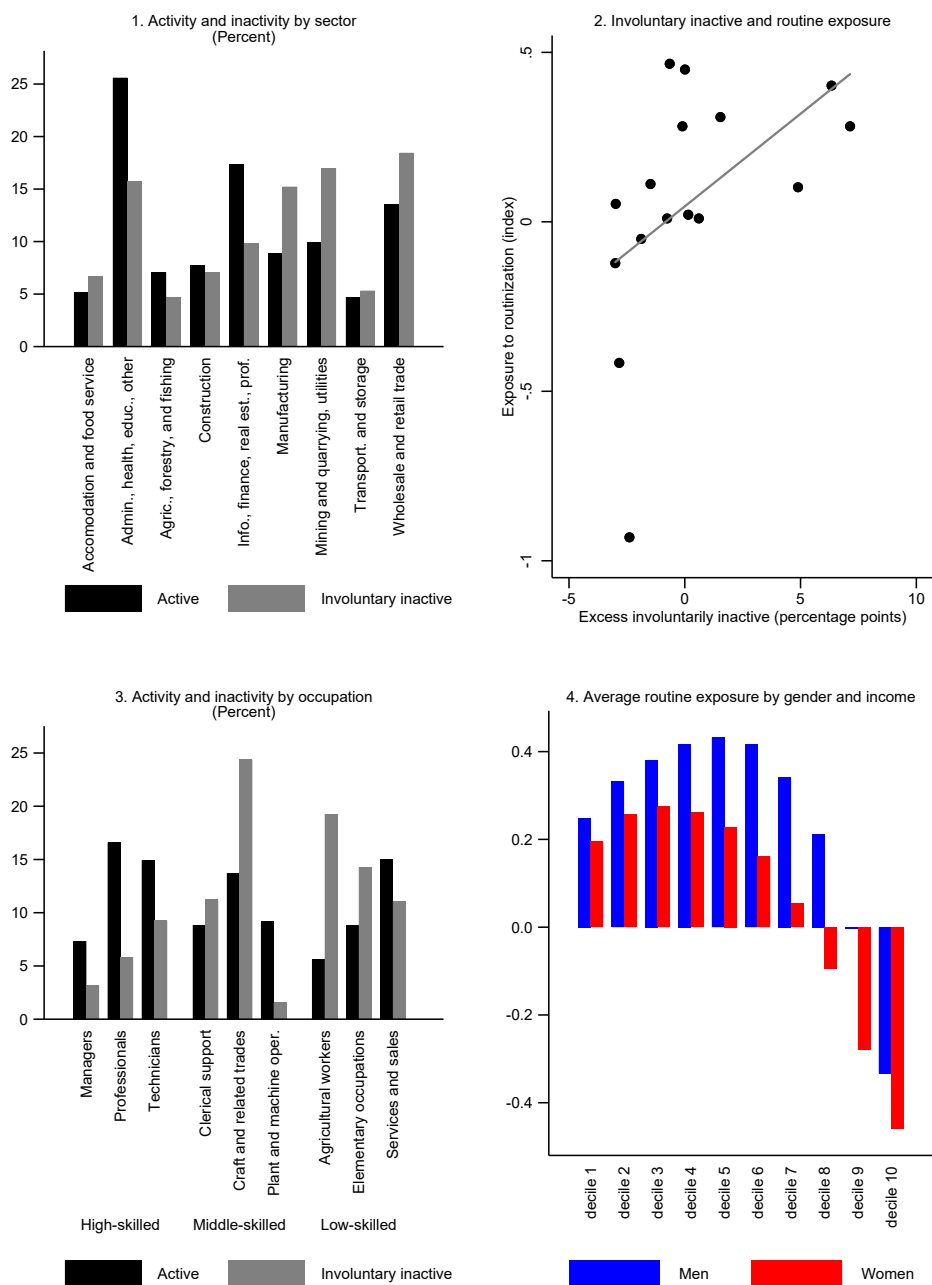 1. Activity and inactivity by sector
(Percent)
25
20
15
10
5
0
Accomodation and food service
Admin., health, educ., other
Agric., forestry, and fishing
Construction
Info., finance, real est., prof.
Manufacturing
Mining and quarrying, utilities
Transport. and storage
Wholesale and retail trade
Active
Involuntary inactive
2. Involuntary inactive and routine exposure
Exposure to routinization (index)
.5
0
-.5
-1
-5
0
5
10
Excess involuntarily inactive (percentage points)
3. Activity and inactivity by occupation
(Percent)
25
20
15
10
5
0
Managers
Professionals
Technicians
Clerical support
Craft and related trades
Plant and machine oper.
Agricultural workers
Elementary occupations
Services and sales
High-skilled
Middle-skilled
Low-skilled
Active
Involuntary inactive
4. Average routine exposure by gender and income
0.4
0.2
0.0
-0.2
-0.4
decile 1
decile 2
decile 3
decile 4
decile 5
decile 6
decile 7
decile 8
decile 9
decile 10
Men
Women